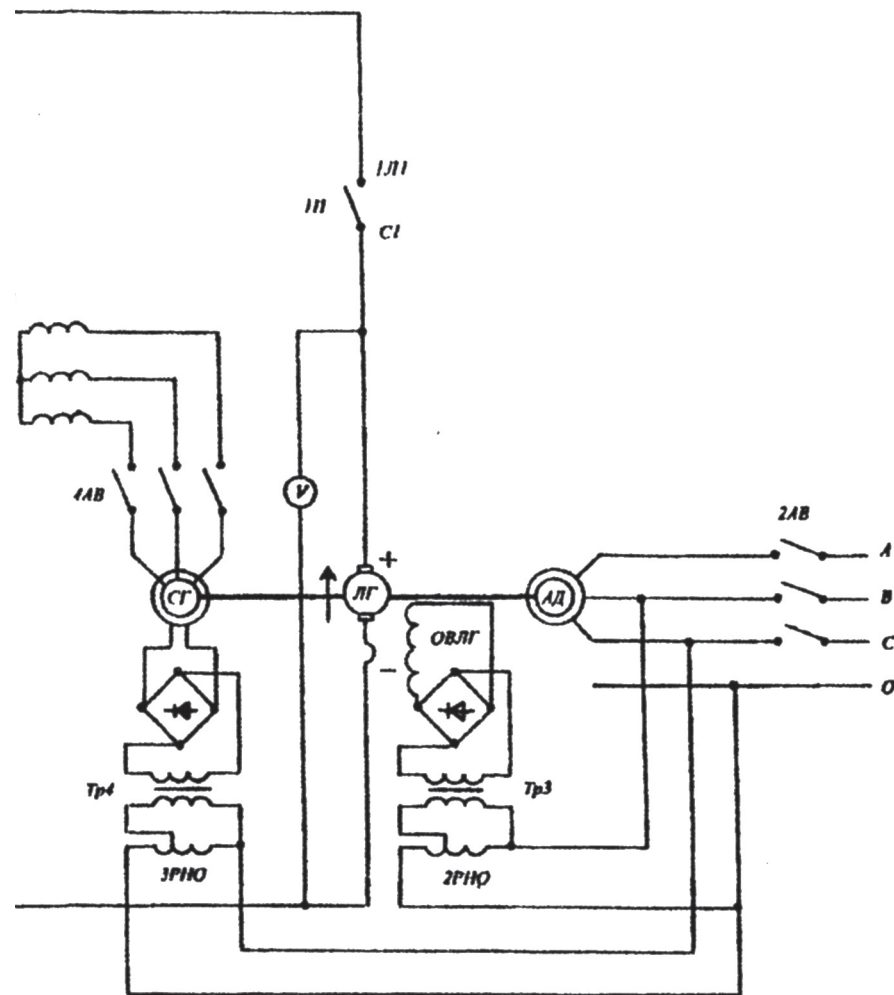 1Л1
1П
С1
4АВ
V
2АВ
А
В
С
О
+
СГ
ЛГ
АД
ОВЛГ
−
Тр4
Тр3
3РНО
2РНО